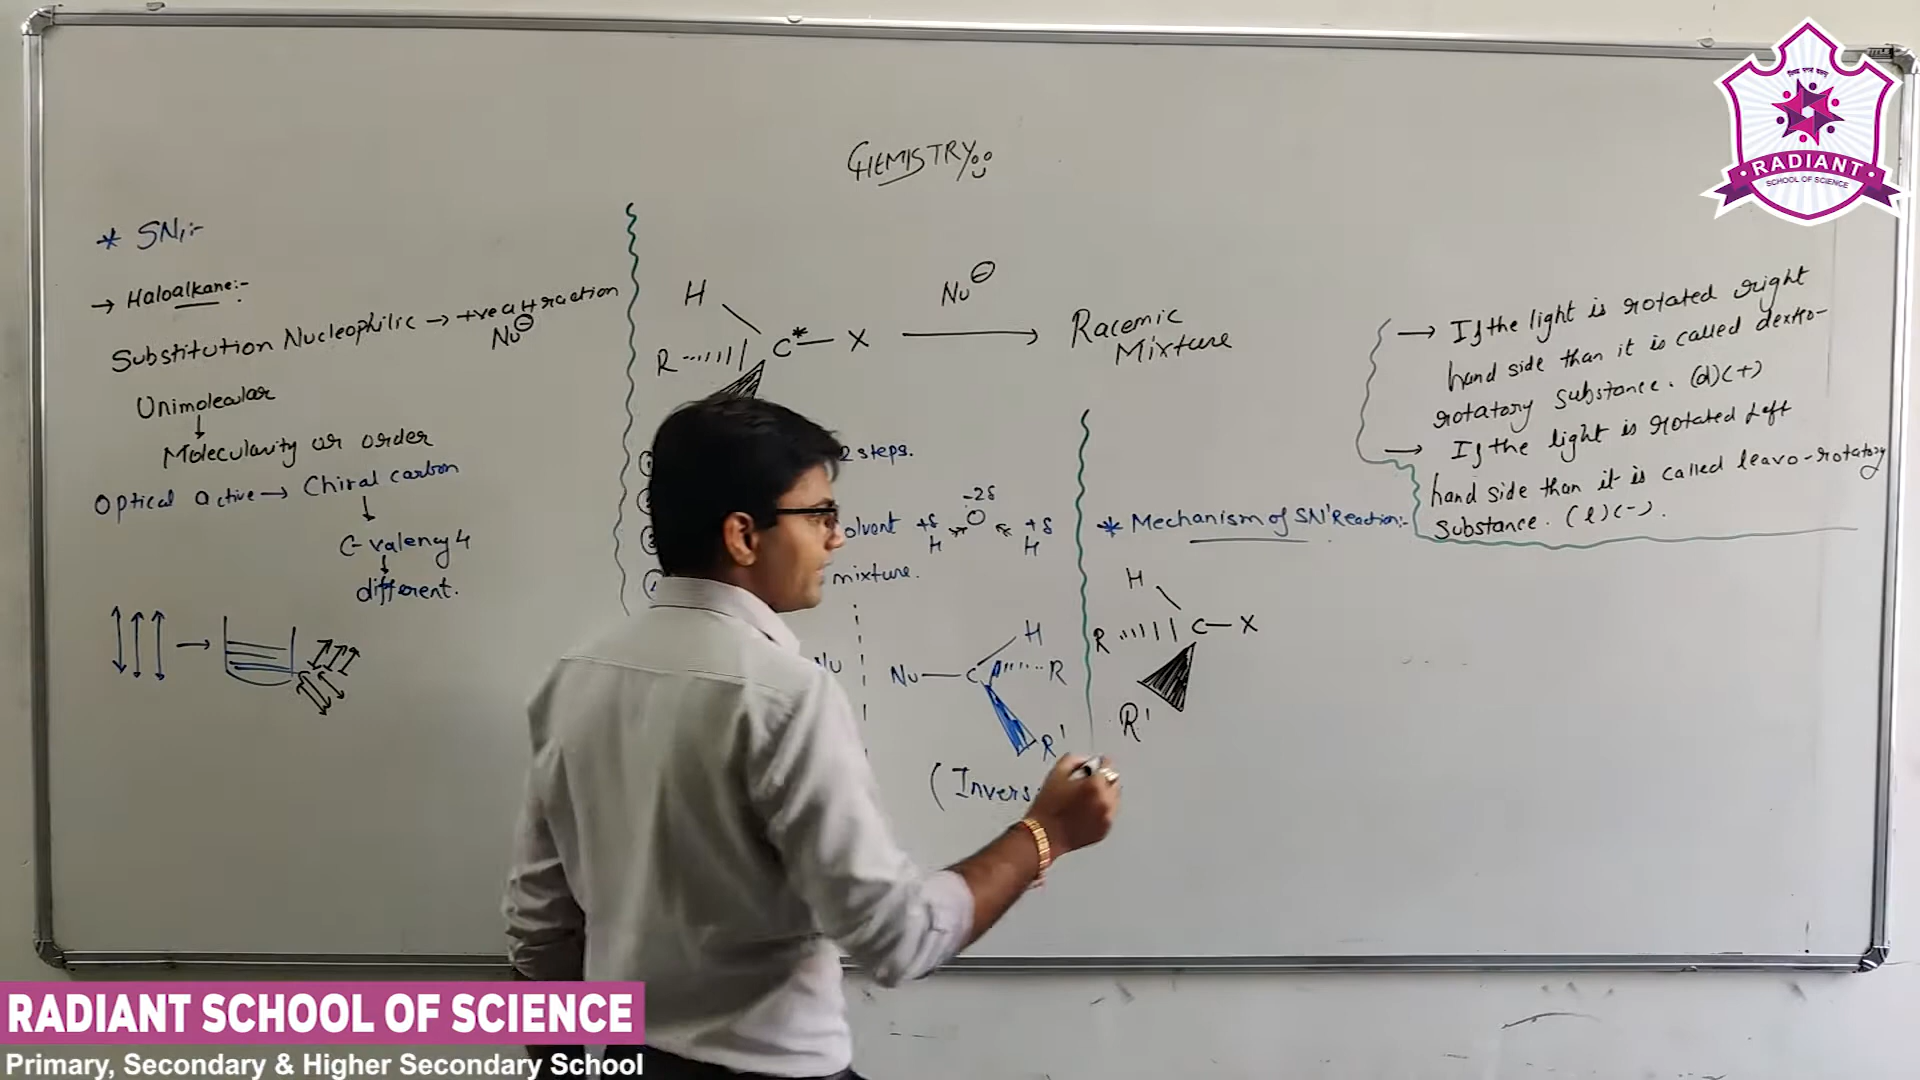 CHEMISTRY
* SN1:-
→ Haloalkane:-
Substitution Nucleophilic → +ve attraction
Nu⊖
Unimolecular
↓
Molecularity or order
Optical active → Chiral carbon
↓
C- valency 4
↓
different.
H
R C* — X
Nu⊖
→
Racemic
Mixture
2 steps.
solvent +δ H -2δ O +δ H
mixture.
Nu
Nu — C
H
R
R'
(Invers
* Mechanism of SN1 Reaction:-
H
R C — X
R'
→ If the light is rotated right
hand side than it is called dextro-
rotatory substance. (d)(+)
→ If the light is rotated left
hand side than it is called leavo-rotatory
substance. (l)(-).
RADIANT
SCHOOL OF SCIENCE
RADIANT SCHOOL OF SCIENCE
Primary, Secondary & Higher Secondary School